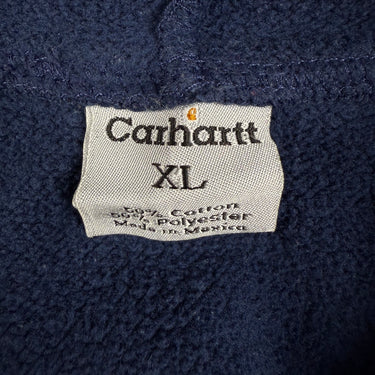 Carhartt
XL
50% Cotton
50% Polyester
Made in Mexico